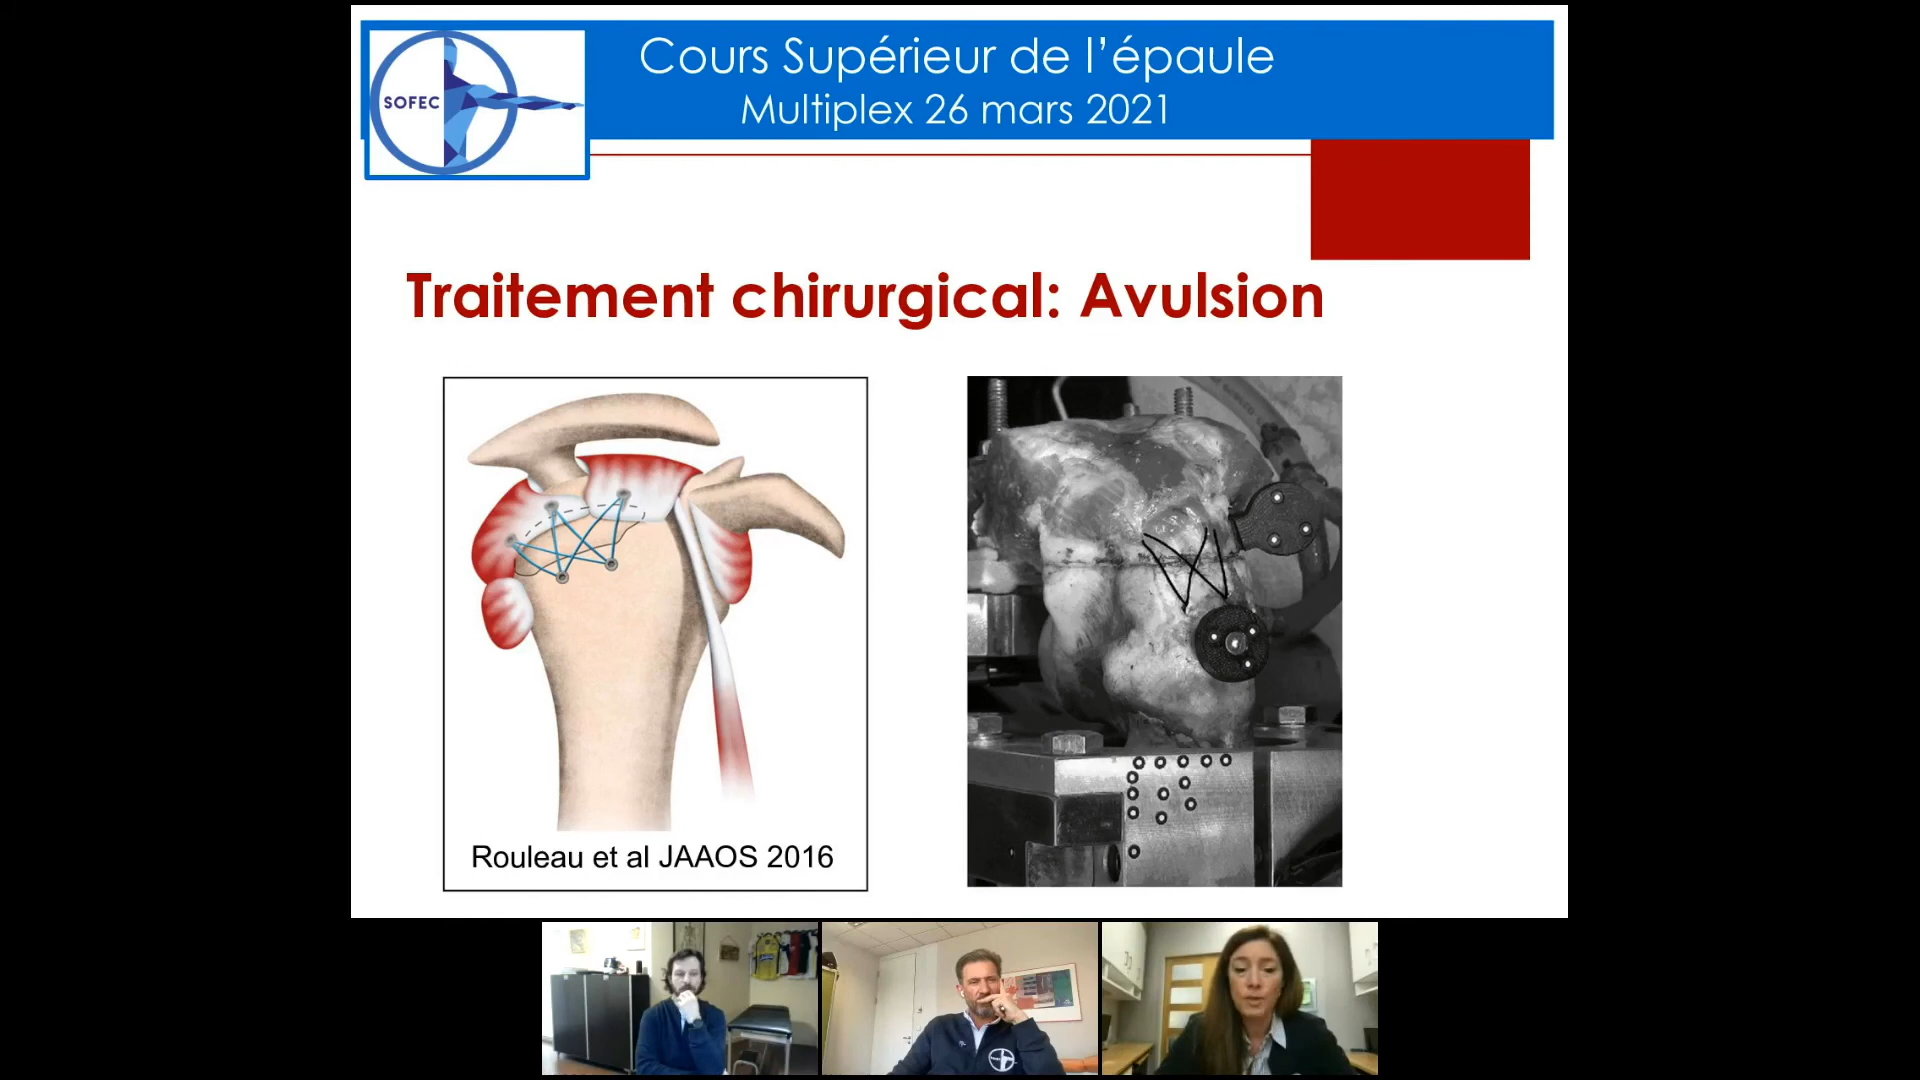 SOFEC
Cours Supérieur de l'épaule
Multiplex 26 mars 2021
Traitement chirurgical: Avulsion
Rouleau et al JAAOS 2016